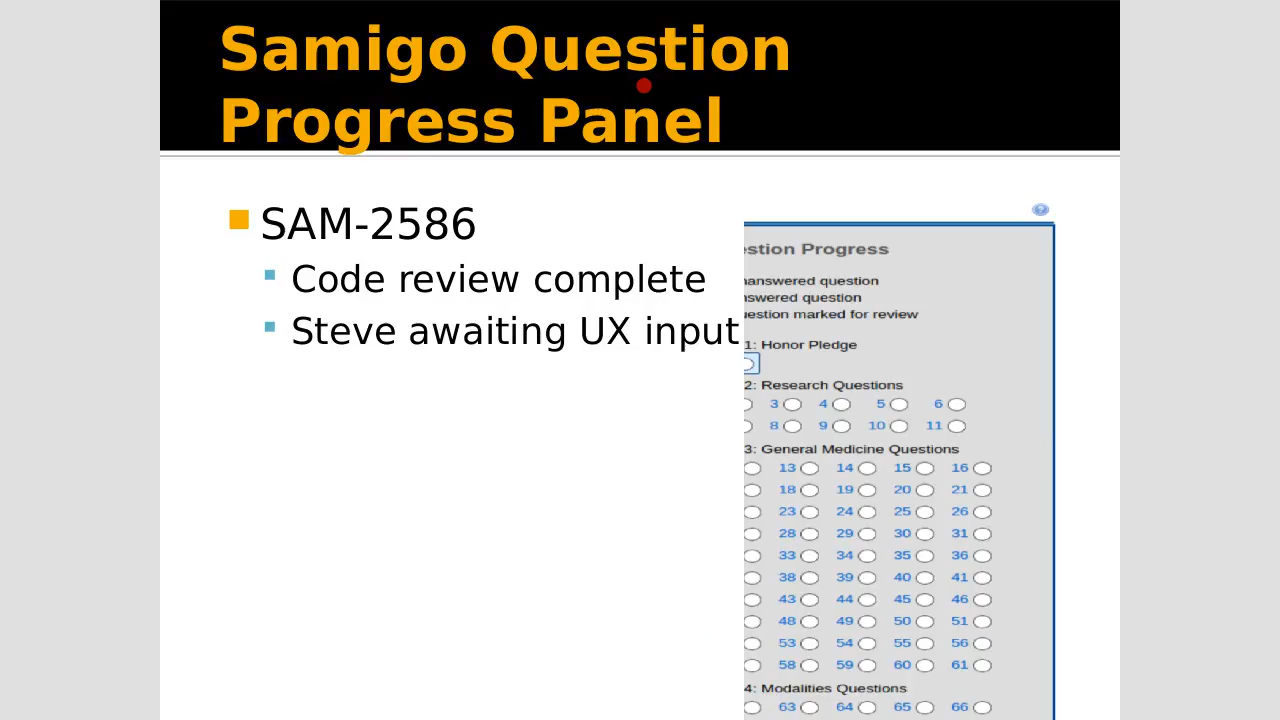 Samigo Question
Progress Panel
SAM-2586
Code review complete
Steve awaiting UX input
Progress
question
question
marked for review
1: Honor Pledge
2: Research Questions
3 4 5 6
8 9 10 11
3: General Medicine Questions
13 14 15 16
18 19 20 21
23 24 25 26
28 29 30 31
33 34 35 36
38 39 40 41
43 44 45 46
48 49 50 51
53 54 55 56
58 59 60 61
4: Modalities Questions
63 64 65 66